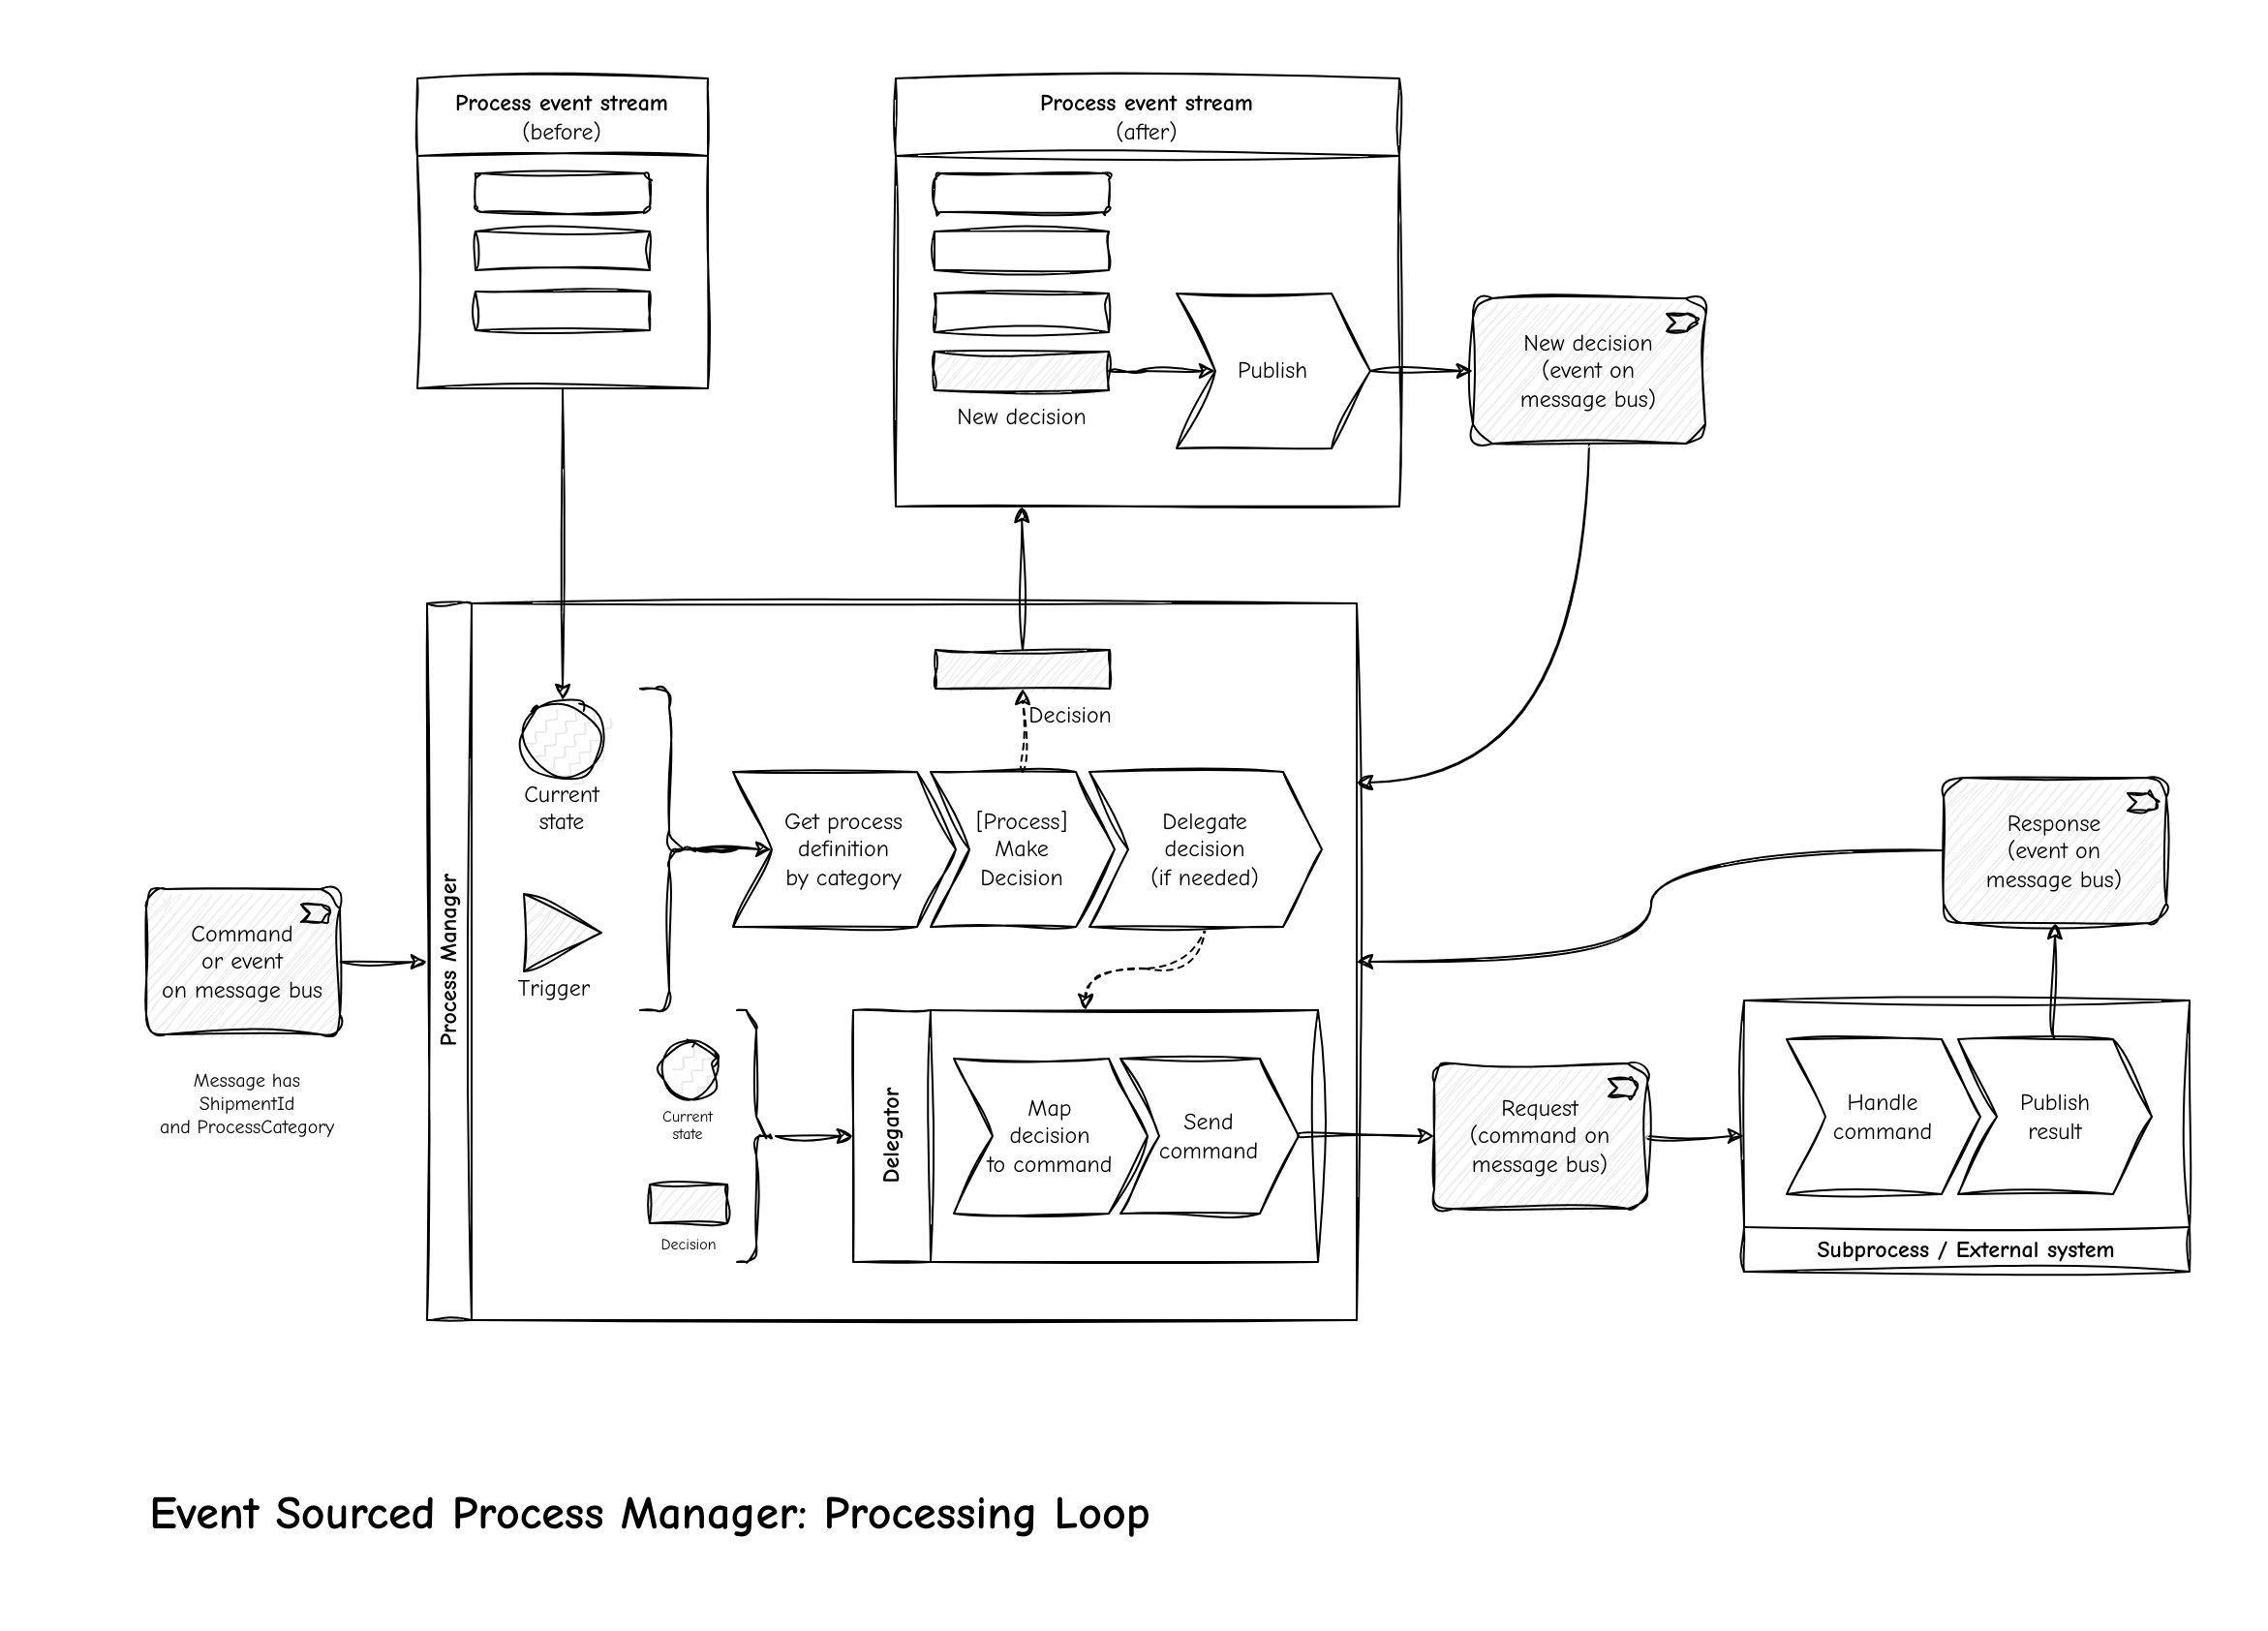 Process event stream
(before)
Process event stream
(after)
New decision
Publish
New decision
(event on
message bus)
Process Manager
Current
state
Trigger
Decision
Get process
definition
by category
[Process]
Make
Decision
Delegate
decision
(if needed)
Command
or event
on message bus
Message has
ShipmentId
and ProcessCategory
Current
state
Decision
Delegator
Map
decision
to command
Send
command
Request
(command on
message bus)
Response
(event on
message bus)
Handle
command
Publish
result
Subprocess / External system
Event Sourced Process Manager: Processing Loop